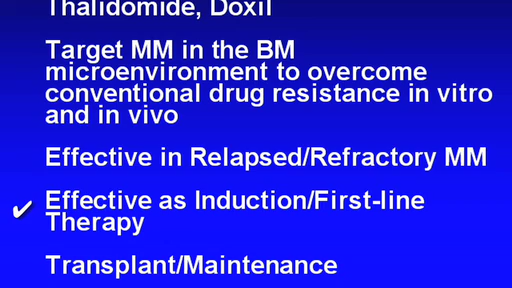 Thalidomide, Doxil
Target MM in the BM
microenvironment to overcome
conventional drug resistance in vitro
and in vivo
Effective in Relapsed/Refractory MM
✔ Effective as Induction/First-line
Therapy
Transplant/Maintenance